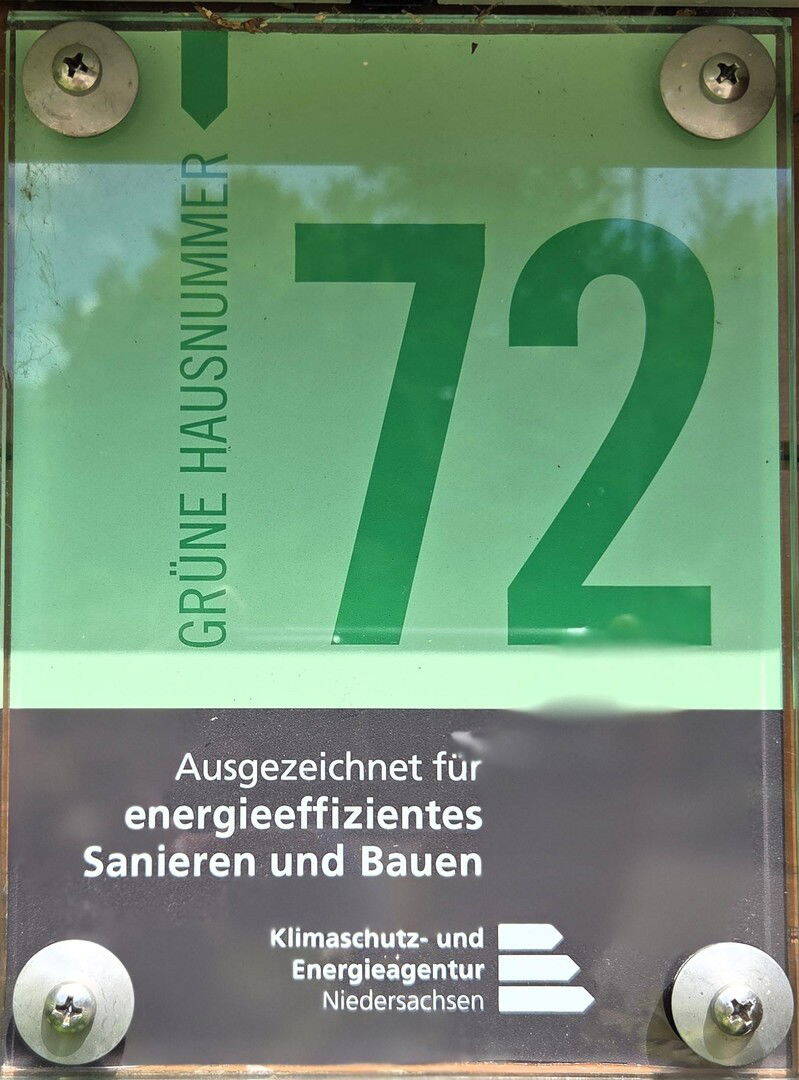 GRÜNE HAUSNUMMER
72
Ausgezeichnet für
energieeffizientes
Sanieren und Bauen
Klimaschutz- und
Energieagentur
Niedersachsen